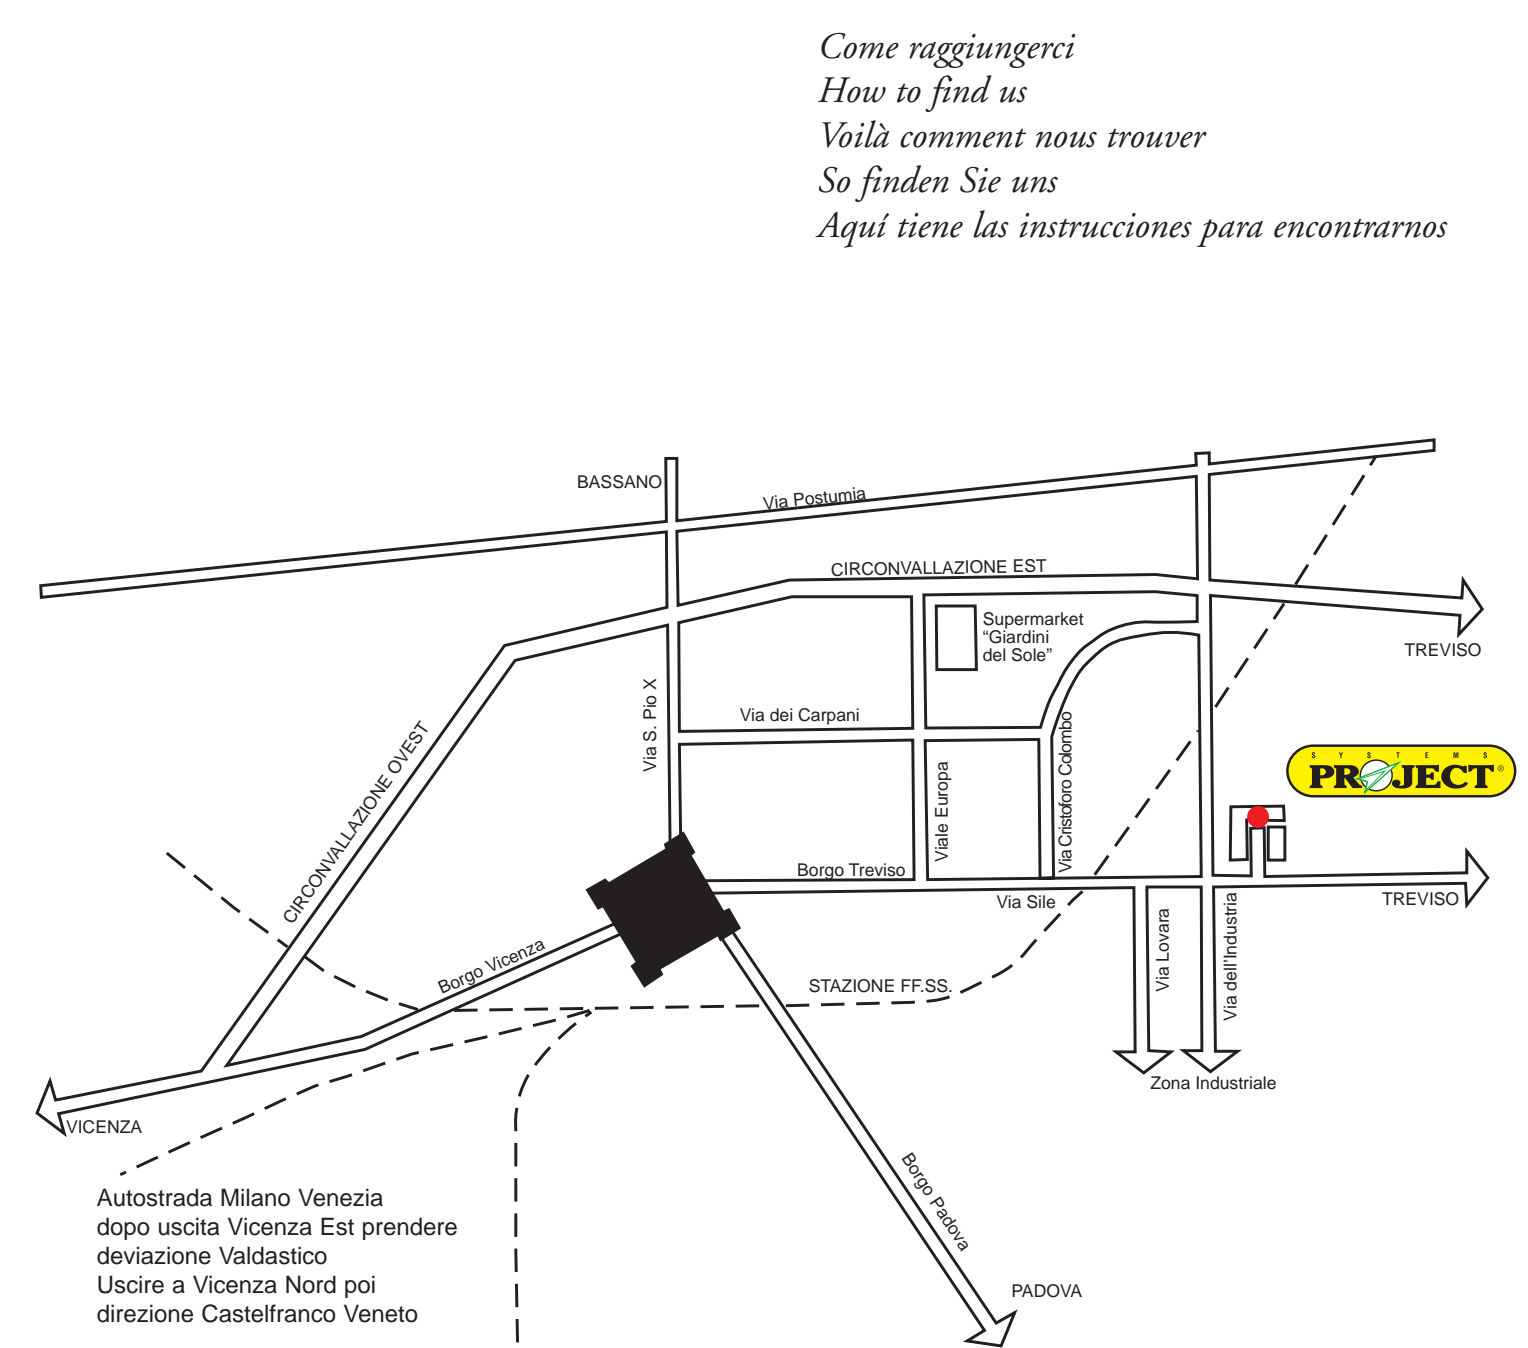 Come raggiungerci
How to find us
Voilà comment nous trouver
So finden Sie uns
Aquí tiene las instrucciones para encontrarnos
BASSANO
Via Postumia
CIRCONVALLAZIONE EST
Supermarket
“Giardini
del Sole”
TREVISO
Via S. Pio X
Via dei Carpani
CIRCONVALLAZIONE OVEST
Viale Europa
Via Cristoforo Colombo
SYSTEMS
PROJECT®
Borgo Treviso
Via Sile
TREVISO
Borgo Vicenza
STAZIONE FF.SS.
Via Lovara
Via dell'Industria
Zona Industriale
VICENZA
Borgo Padova
PADOVA
Autostrada Milano Venezia
dopo uscita Vicenza Est prendere
deviazione Valdastico
Uscire a Vicenza Nord poi
direzione Castelfranco Veneto